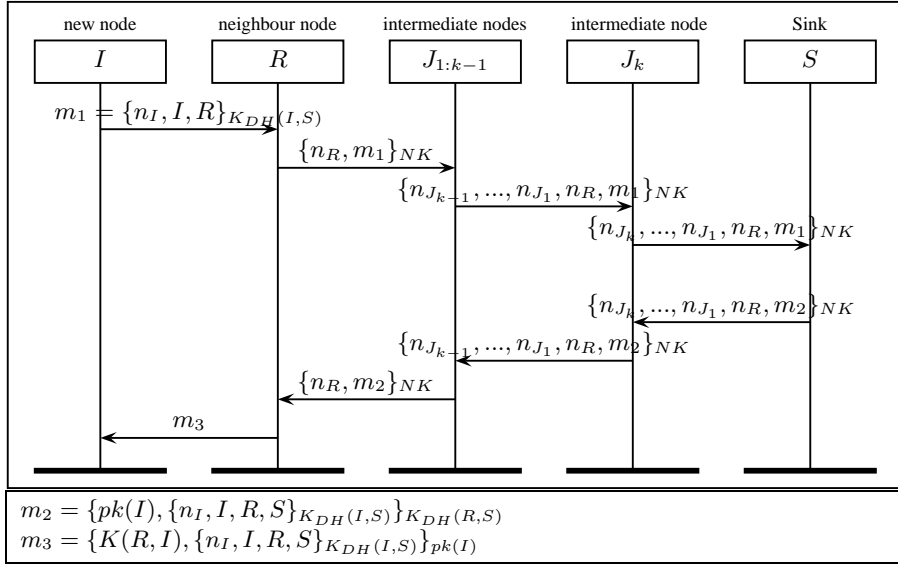 new node neighbour node intermediate nodes intermediate node Sink
I R J_{1:k−1} J_k S
m_1 = {n_I, I, R}_{K_{DH}(I,S)}
{n_R, m_1}_{NK}
{n_{J_{k−1}}, ..., n_{J_1}, n_R, m_1}_{NK}
{n_{J_k}, ..., n_{J_1}, n_R, m_1}_{NK}
{n_{J_k}, ..., n_{J_1}, n_R, m_2}_{NK}
{n_{J_{k−1}}, ..., n_{J_1}, n_R, m_2}_{NK}
{n_R, m_2}_{NK}
m_3
m_2 = {pk(I), {n_I, I, R, S}_{K_{DH}(I,S)}}_{K_{DH}(R,S)}
m_3 = {K(R, I), {n_I, I, R, S}_{K_{DH}(I,S)}}_{pk(I)}